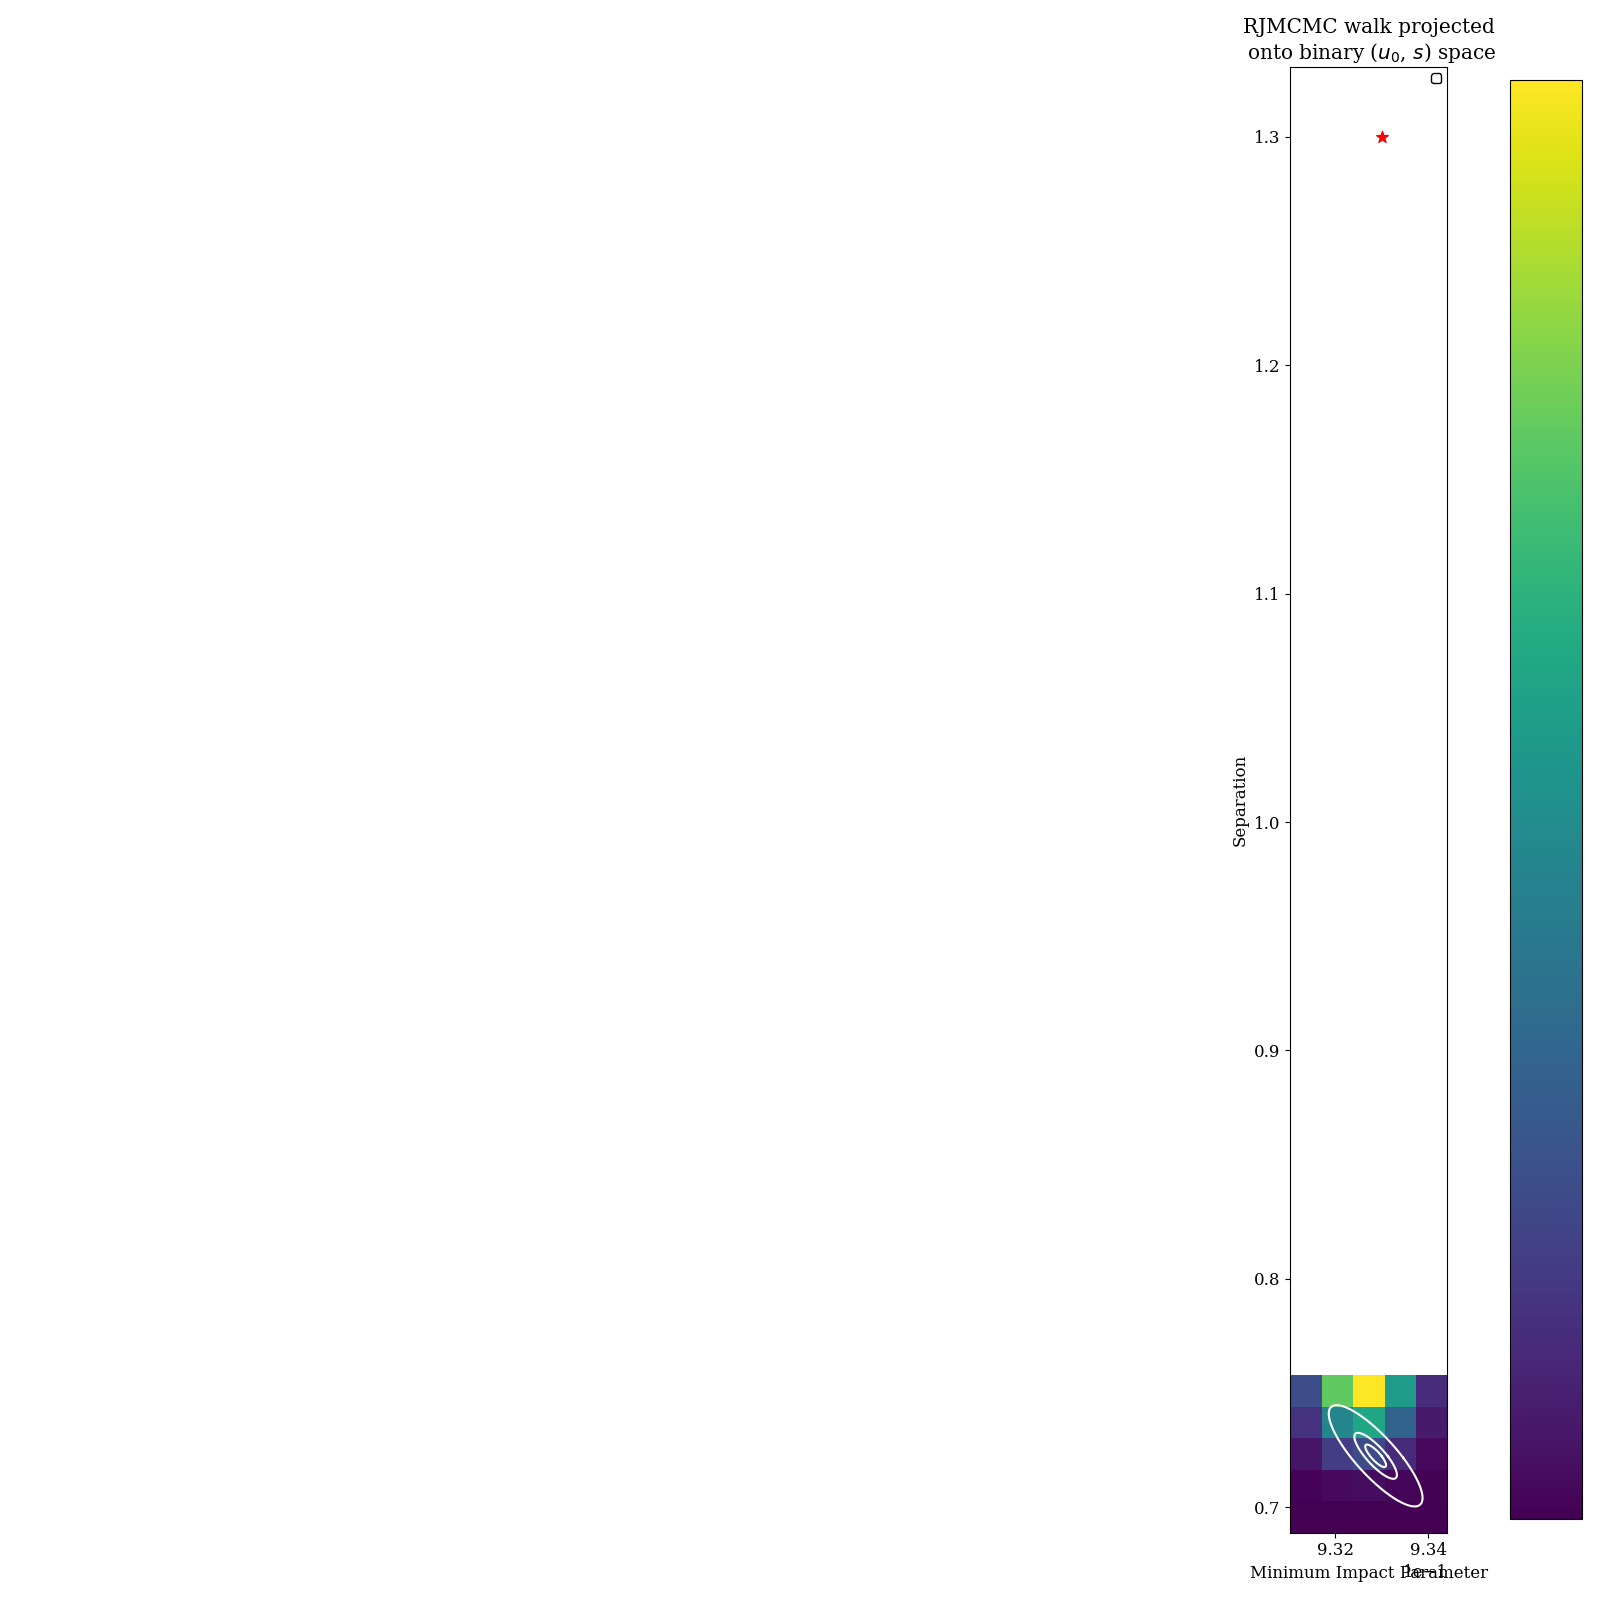 RJMCMC walk projected
onto binary (u₀, s) space
1.3
1.2
1.1
1.0
0.9
0.8
0.7
Separation
9.32 9.34
1e−1
Minimum Impact Parameter